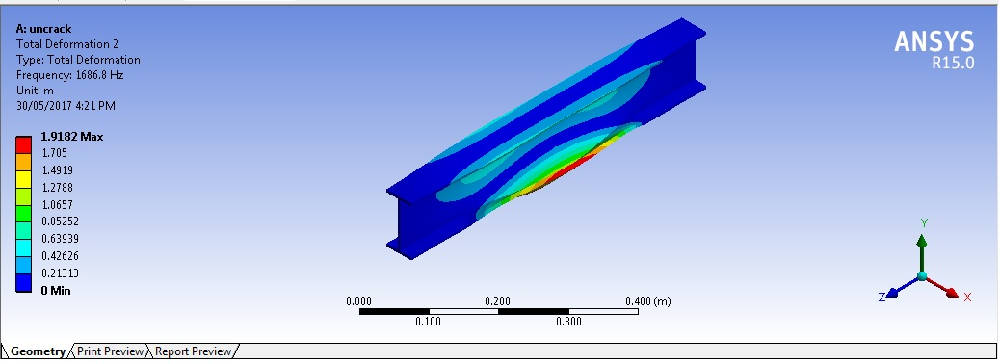 A: uncrack
Total Deformation 2
Type: Total Deformation
Frequency: 1686.8 Hz
Unit: m
30/05/2017 4:21 PM
1.9182 Max
1.705
1.4919
1.2788
1.0657
0.85252
0.63939
0.42626
0.21313
0 Min
ANSYS
R15.0
0.000 0.200 0.400 (m)
0.100 0.300
Y
Z X
Geometry Print Preview Report Preview